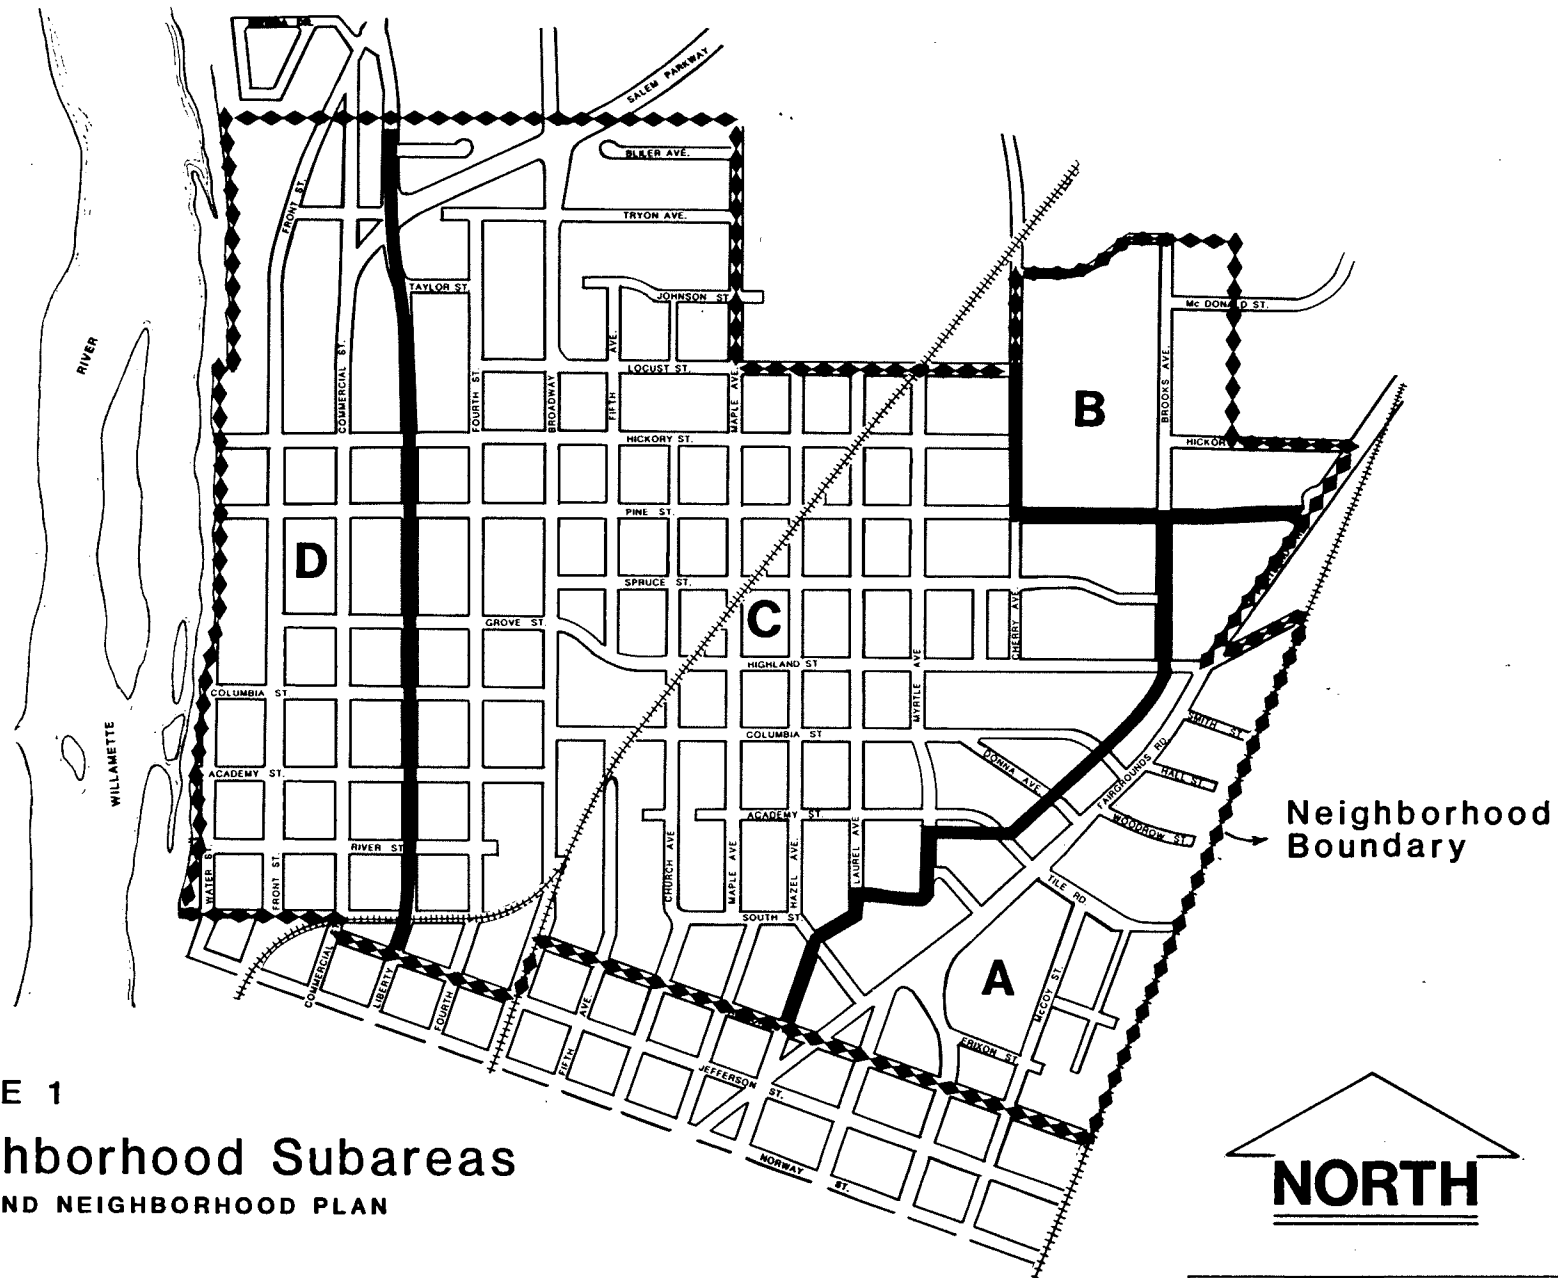 SALEM PARKWAY
BLILER AVE.
FRONT ST.
TRYON AVE.
TAYLOR ST.
JOHNSON ST
Mc DONALD ST.
RIVER
COMMERCIAL ST.
FOURTH ST.
BROADWAY
FIFTH AVE.
LOCUST ST.
MAPLE AVE.
BROOKS AVE.
B
HICKORY ST.
HICKOR
PINE ST.
D
SPRUCE ST.
C
CHERRY AVE.
GROVE ST.
HIGHLAND ST
MYRTLE AVE
COLUMBIA ST.
COLUMBIA ST
SMITH ST.
WILLAMETTE
DONNA AVE.
FAIRGROUNDS RD.
HALL ST.
ACADEMY ST.
ACADEMY ST.
WOODROW ST.
Neighborhood
Boundary
RIVER ST.
WATER ST.
FRONT ST.
CHURCH AVE
MAPLE AVE
HAZEL AVE.
LAUREL AVE
TILE RD.
SOUTH ST.
A
COMMERCIAL
LIBERTY
FOURTH
FIFTH AVE.
McCOY ST.
ERIXON ST.
JEFFERSON ST.
NORWAY ST.
E 1
hborhood Subareas
ND NEIGHBORHOOD PLAN
NORTH